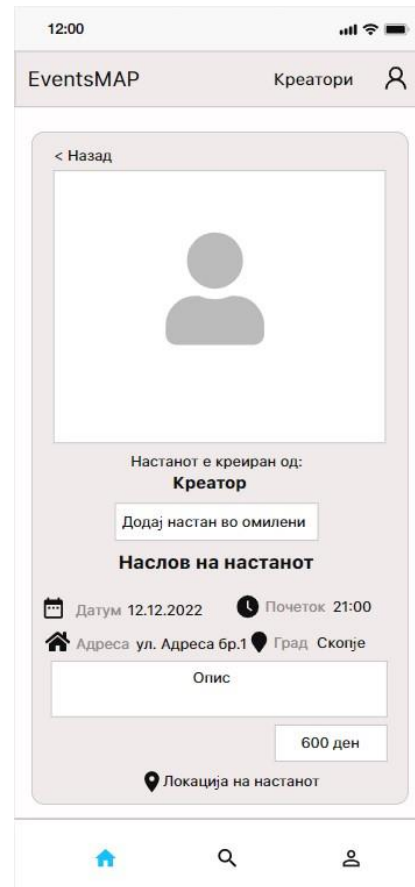 12:00
EventsMAP Креатори
< Назад
Настанот е креиран од:
Креатор
Додај настан во омилени
Наслов на настанот
Датум 12.12.2022 Почеток 21:00
Адреса ул. Адреса бр.1 Град Скопје
Опис
600 ден
Локација на настанот